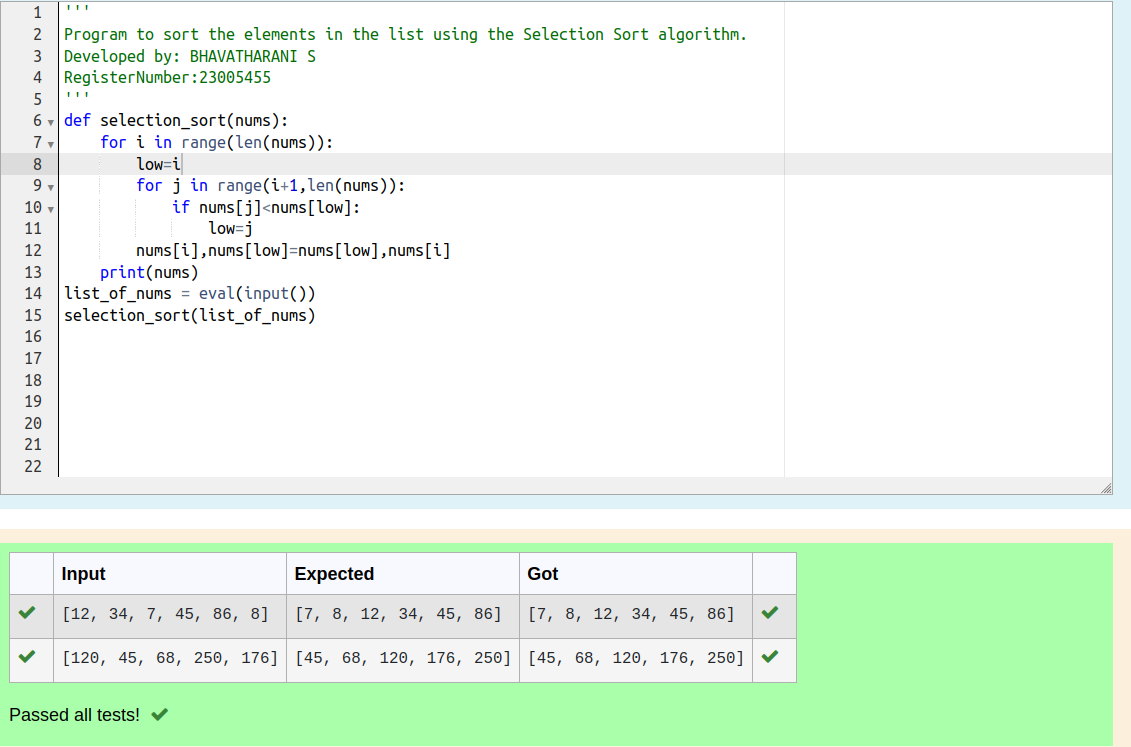 1 '''
2 Program to sort the elements in the list using the Selection Sort algorithm.
3 Developed by: BHAVATHARANI S
4 RegisterNumber:23005455
5 '''
6 def selection_sort(nums):
7     for i in range(len(nums)):
8         low=i
9         for j in range(i+1,len(nums)):
10             if nums[j]<nums[low]:
11                 low=j
12         nums[i],nums[low]=nums[low],nums[i]
13     print(nums)
14 list_of_nums = eval(input())
15 selection_sort(list_of_nums)
16
17
18
19
20
21
22
Input Expected Got
[12, 34, 7, 45, 86, 8] [7, 8, 12, 34, 45, 86] [7, 8, 12, 34, 45, 86]
[120, 45, 68, 250, 176] [45, 68, 120, 176, 250] [45, 68, 120, 176, 250]
Passed all tests!